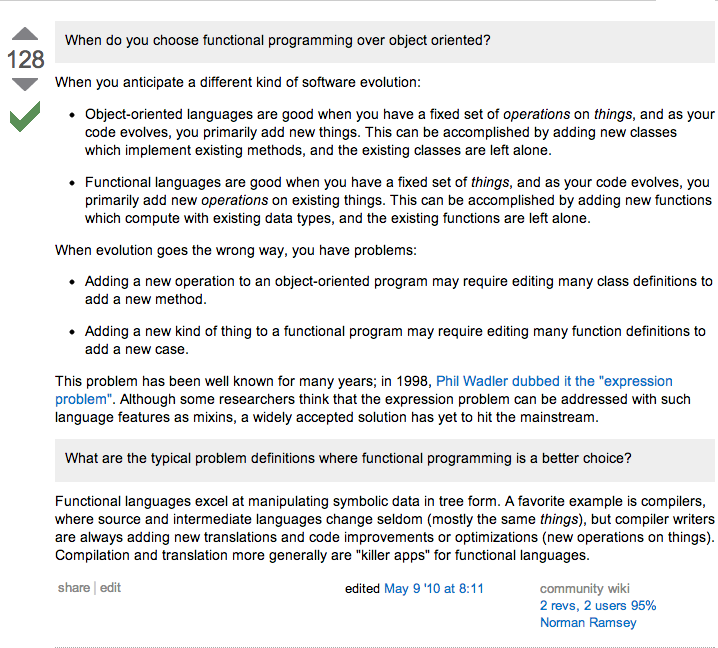 128
When do you choose functional programming over object oriented?
When you anticipate a different kind of software evolution:
• Object-oriented languages are good when you have a fixed set of operations on things, and as your
code evolves, you primarily add new things. This can be accomplished by adding new classes
which implement existing methods, and the existing classes are left alone.
• Functional languages are good when you have a fixed set of things, and as your code evolves, you
primarily add new operations on existing things. This can be accomplished by adding new functions
which compute with existing data types, and the existing functions are left alone.
When evolution goes the wrong way, you have problems:
• Adding a new operation to an object-oriented program may require editing many class definitions to
add a new method.
• Adding a new kind of thing to a functional program may require editing many function definitions to
add a new case.
This problem has been well known for many years; in 1998, Phil Wadler dubbed it the "expression
problem". Although some researchers think that the expression problem can be addressed with such
language features as mixins, a widely accepted solution has yet to hit the mainstream.
What are the typical problem definitions where functional programming is a better choice?
Functional languages excel at manipulating symbolic data in tree form. A favorite example is compilers,
where source and intermediate languages change seldom (mostly the same things), but compiler writers
are always adding new translations and code improvements or optimizations (new operations on things).
Compilation and translation more generally are "killer apps" for functional languages.
share | edit
edited May 9 '10 at 8:11
community wiki
2 revs, 2 users 95%
Norman Ramsey